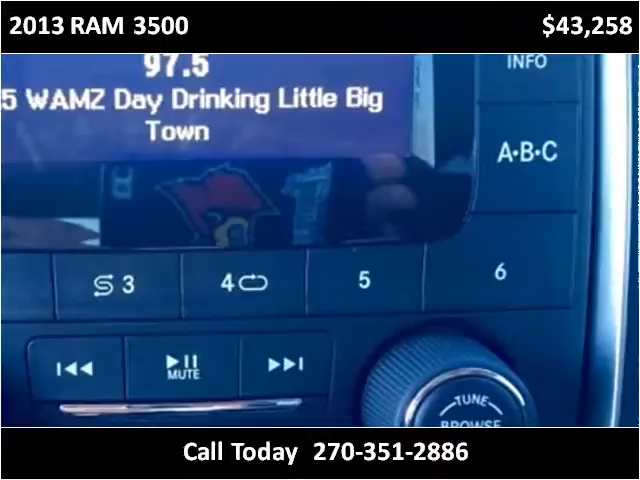 2013 RAM 3500 $43,258
97.5
5 WAMZ Day Drinking Little Big
Town
INFO
A·B·C
3 4 5 6
MUTE
TUNE
BROWSE
Call Today 270-351-2886